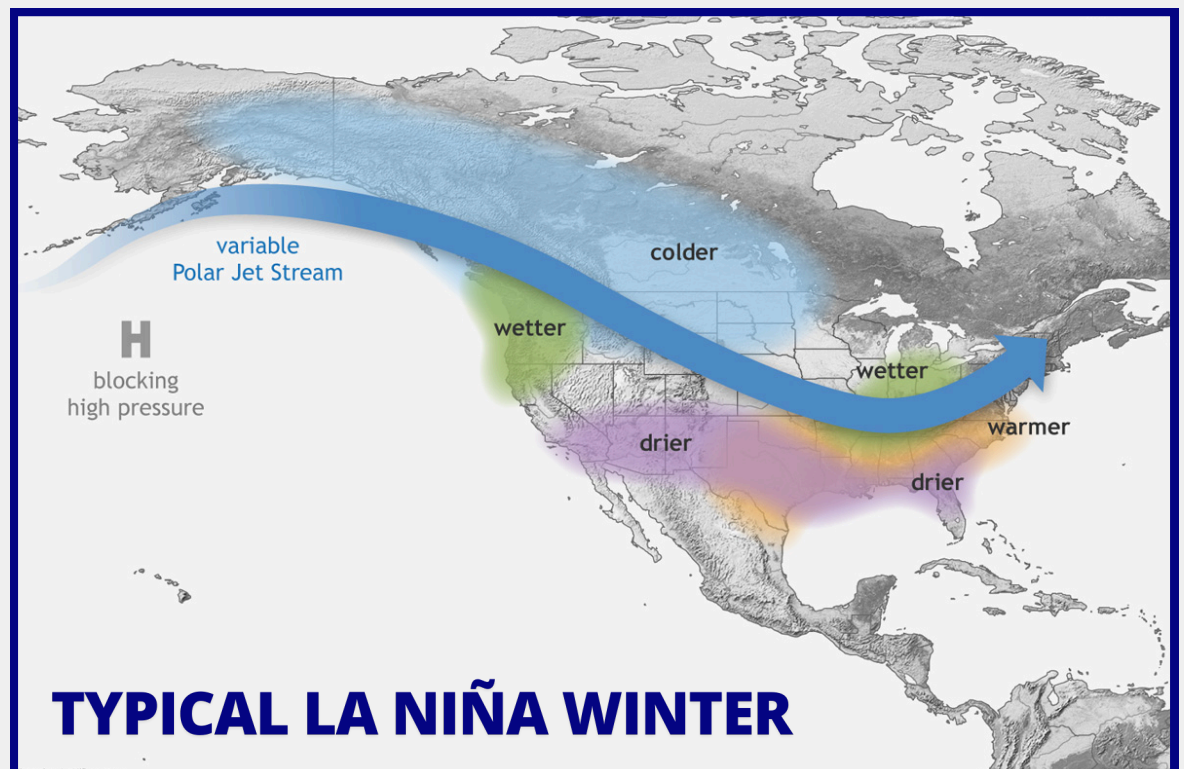 variable
Polar Jet Stream
colder
H
wetter
blocking
high pressure
wetter
warmer
drier
drier
TYPICAL LA NIÑA WINTER